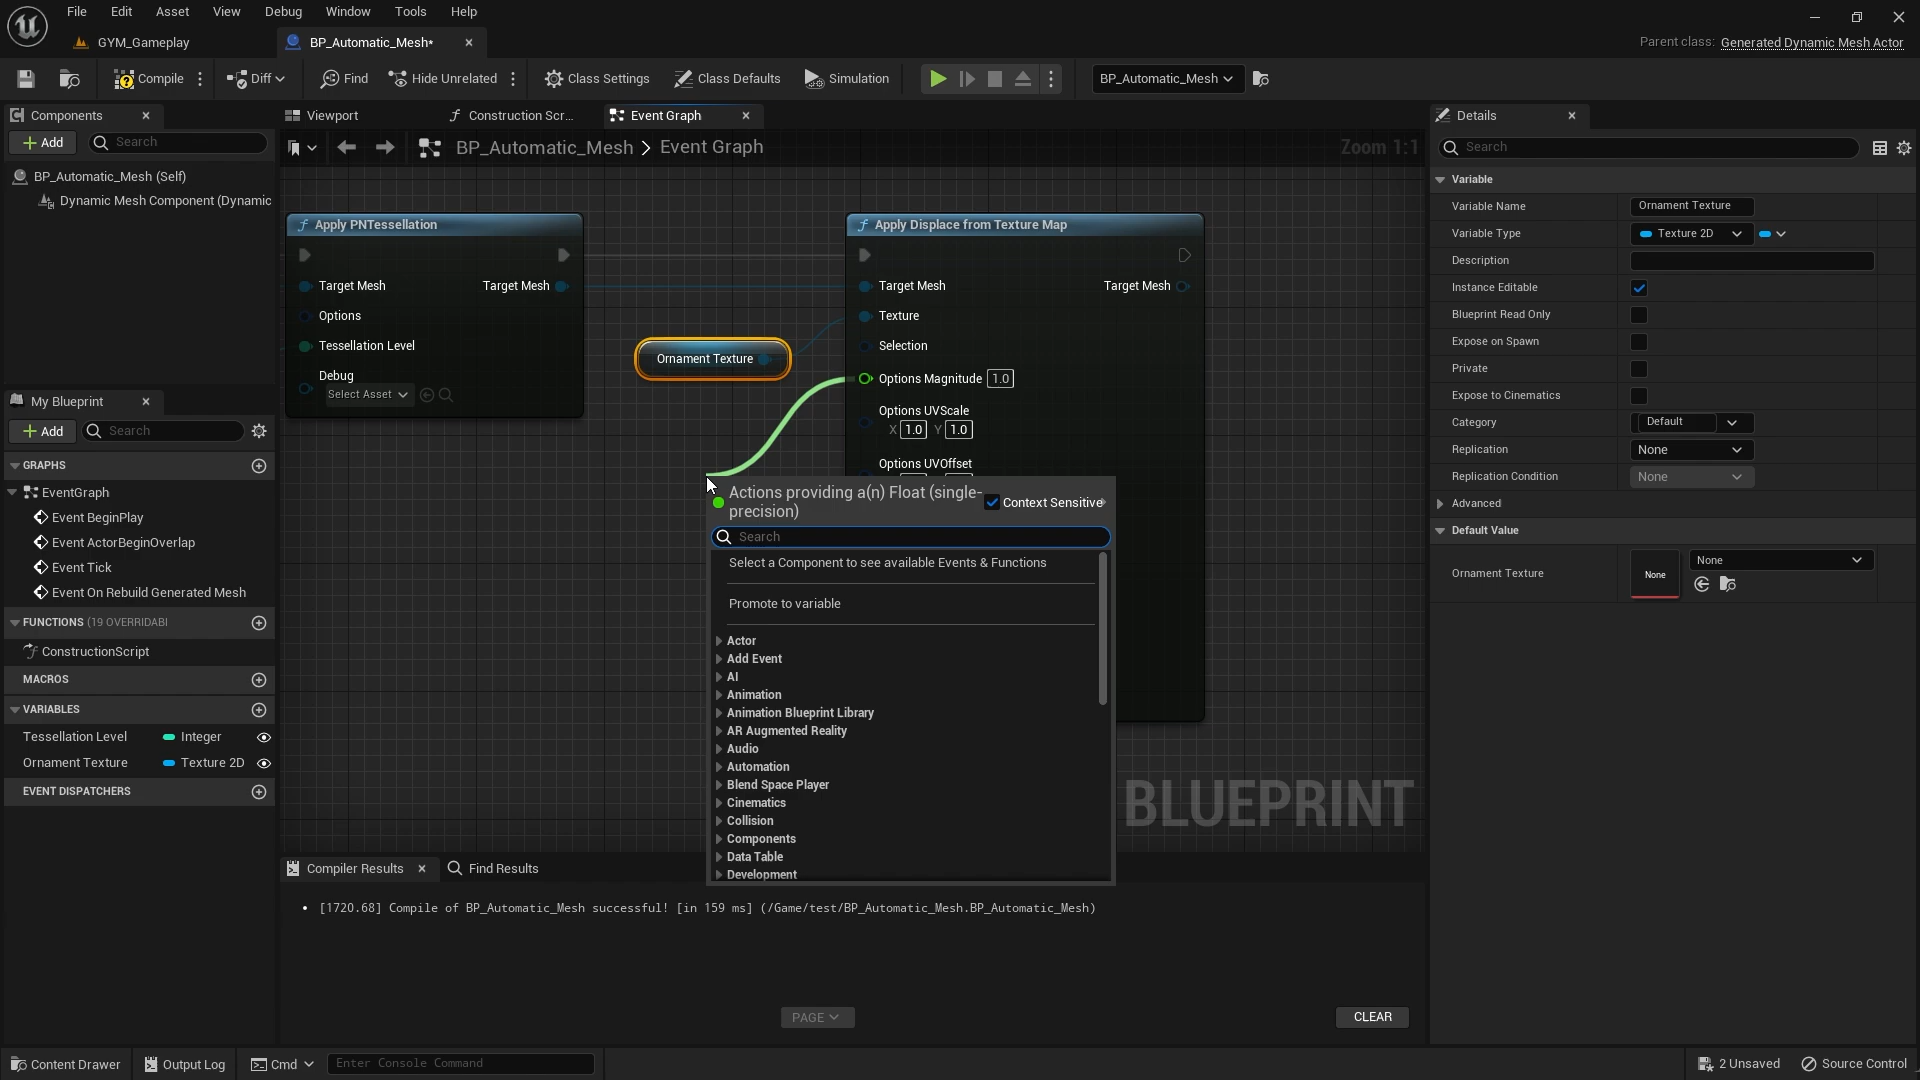 File Edit Asset View Debug Window Tools Help
GYM_Gameplay
BP_Automatic_Mesh*
Parent class: Generated Dynamic Mesh Actor
Compile
Diff
Find
Hide Unrelated
Class Settings
Class Defaults
Simulation
BP_Automatic_Mesh
Components
Add
Search
BP_Automatic_Mesh (Self)
Dynamic Mesh Component (Dynamic
My Blueprint
Add
Search
GRAPHS
EventGraph
Event BeginPlay
Event ActorBeginOverlap
Event Tick
Event On Rebuild Generated Mesh
FUNCTIONS (19 OVERRIDABI
ConstructionScript
MACROS
VARIABLES
Tessellation Level Integer
Ornament Texture Texture 2D
EVENT DISPATCHERS
Viewport
Construction Scr...
Event Graph
BP_Automatic_Mesh > Event Graph
Zoom 1:1
Apply PNTessellation
Target Mesh Target Mesh
Options
Tessellation Level
Debug
Select Asset
Ornament Texture
Apply Displace from Texture Map
Target Mesh Target Mesh
Texture
Selection
Options Magnitude 1.0
Options UVScale
X 1.0 Y 1.0
Options UVOffset
Actions providing a(n) Float (single-
precision)
Context Sensitive
Search
Select a Component to see available Events & Functions
Promote to variable
Actor
Add Event
AI
Animation
Animation Blueprint Library
AR Augmented Reality
Audio
Automation
Blend Space Player
Cinematics
Collision
Components
Data Table
Development
BLUEPRINT
Compiler Results
Find Results
[1720.68] Compile of BP_Automatic_Mesh successful! [in 159 ms] (/Game/test/BP_Automatic_Mesh.BP_Automatic_Mesh)
PAGE
CLEAR
Details
Search
Variable
Variable Name Ornament Texture
Variable Type Texture 2D
Description
Instance Editable
Blueprint Read Only
Expose on Spawn
Private
Expose to Cinematics
Category Default
Replication None
Replication Condition None
Advanced
Default Value
Ornament Texture None None
Content Drawer
Output Log
Cmd
Enter Console Command
2 Unsaved
Source Control